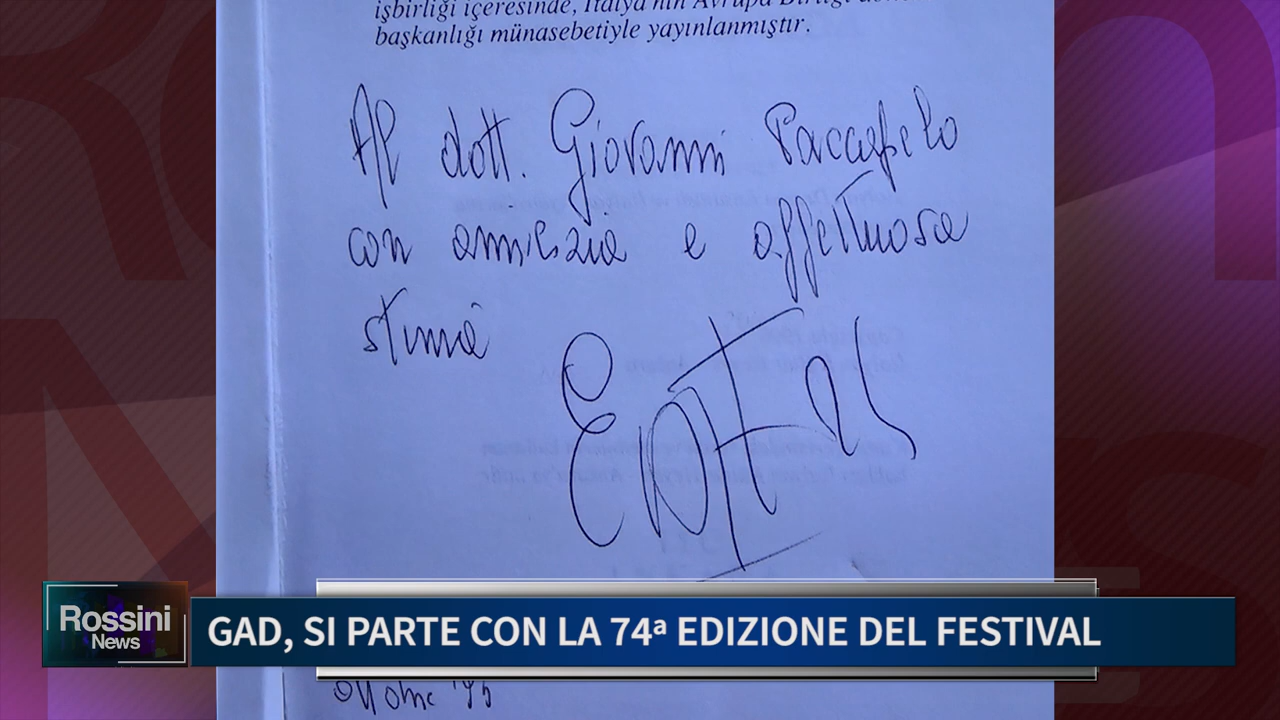 işbirliği içeresinde, İtalya'nın Avrupa Birliği
başkanlığı münasebetiyle yayınlanmıştır.
Al dott. Giovanni Paccapelo
con amicizia e affettuosa
stima
Rossini
News
GAD, SI PARTE CON LA 74ª EDIZIONE DEL FESTIVAL